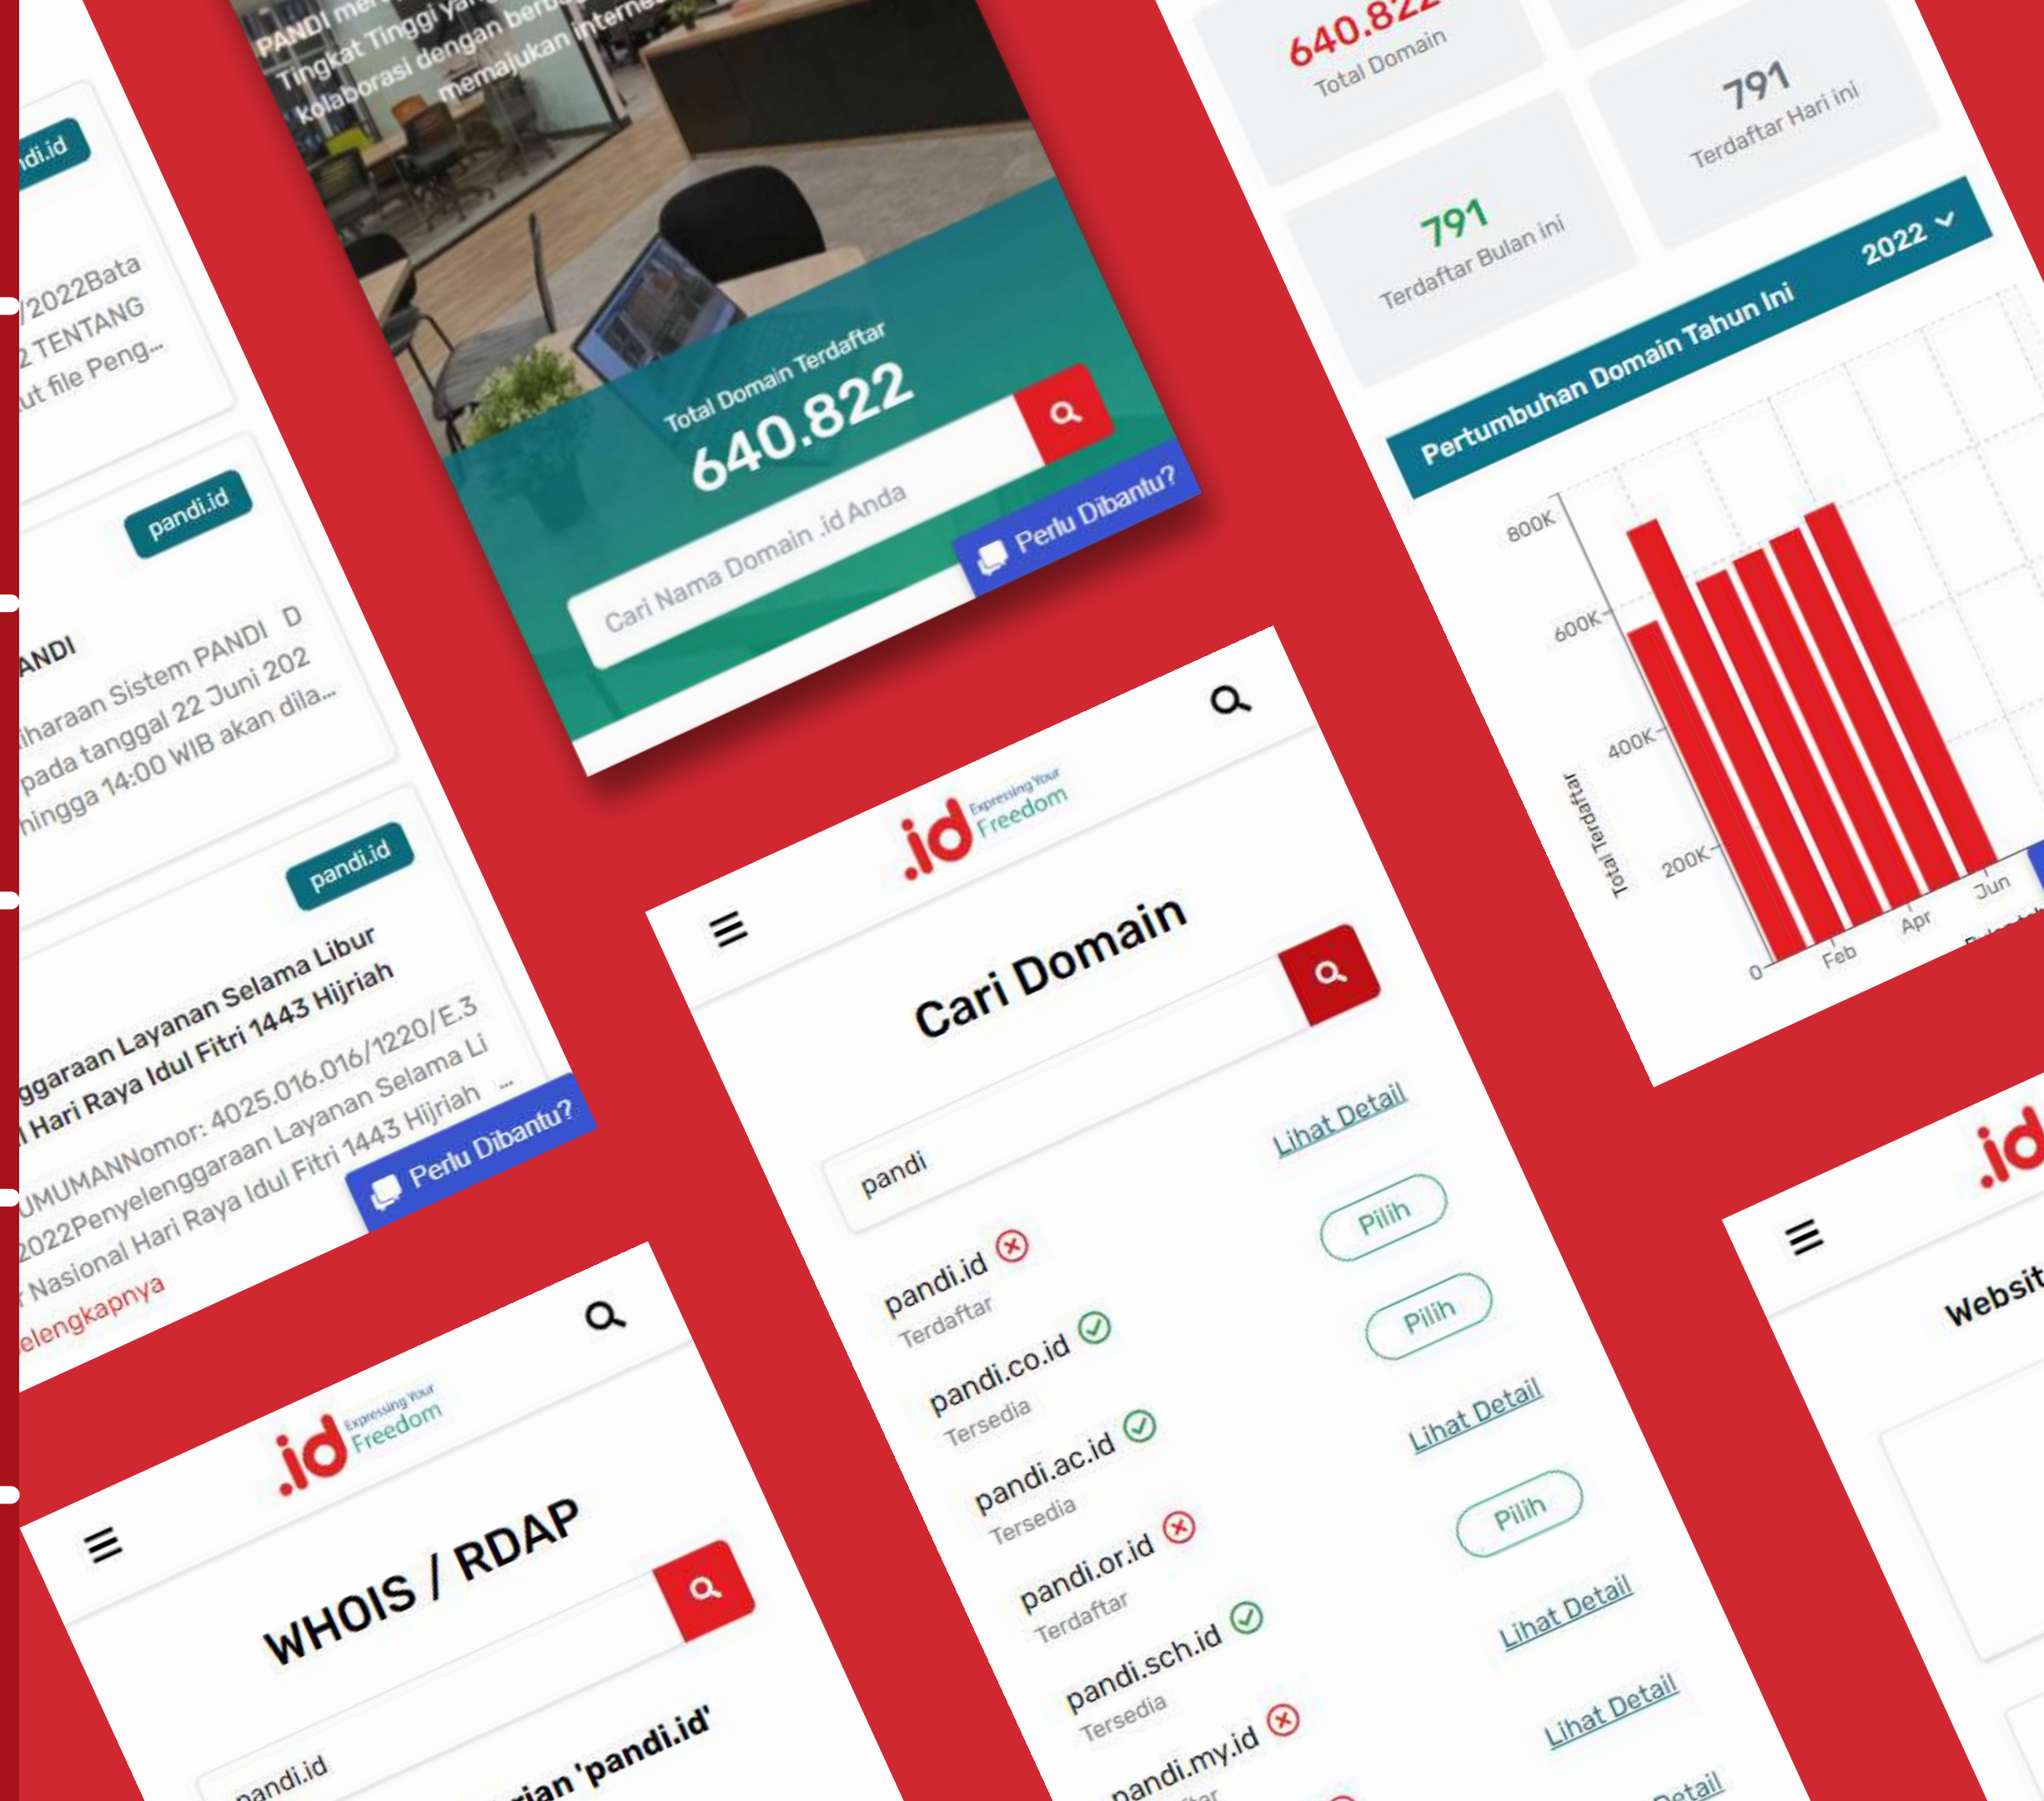 di.id
/2022Bata
2 TENTANG
ut file Peng...
pandi.id
ANDI
iharaan Sistem PANDI D
pada tanggal 22 Juni 202
hingga 14:00 WIB akan dila...
pandi.id
ggaraan Layanan Selama Libur
l Hari Raya Idul Fitri 1443 Hijriah
UMUMANNomor: 4025.016.016/1220/E.3
2022Penyelenggaraan Layanan Selama Li
r Nasional Hari Raya Idul Fitri 1443 Hijriah ...
elengkapnya
Perlu Dibantu?
PANDI
Tingkat Tinggi
kolaborasi dengan
memajukan
Total Domain Terdaftar
640.822
Cari Nama Domain .id Anda
Perlu Dibantu?
640.822
Total Domain
791
Terdaftar Hari ini
791
Terdaftar Bulan ini
Pertumbuhan Domain Tahun Ini 2022
800K
600K
400K
200K
0
Total Terdaftar
Feb
Apr
Jun
.id Expressing Your
Freedom
Cari Domain
pandi
pandi.id
Terdaftar
Lihat Detail
pandi.co.id
Tersedia
Pilih
pandi.ac.id
Tersedia
Pilih
pandi.or.id
Terdaftar
Lihat Detail
pandi.sch.id
Tersedia
Pilih
pandi.my.id
Lihat Detail
Lihat Detail
Detail
.id Expressing Your
Freedom
WHOIS / RDAP
pandi.id
rian 'pandi.id'
.id
Websit